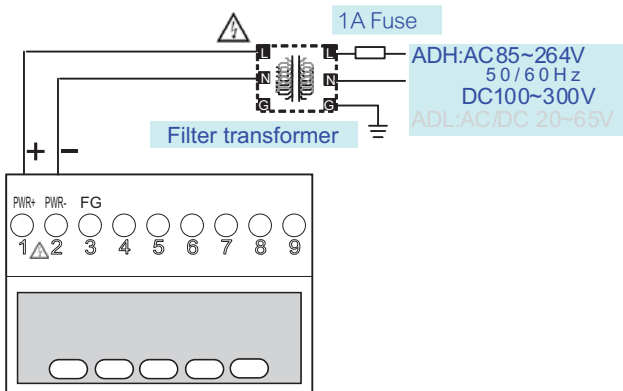 1A Fuse
L L
ADH:AC85~264V
N N
50/60Hz
DC100~300V
G G
ADL:AC/DC 20~65V
Filter transformer
+ −
PWR+ PWR- FG
1 2 3 4 5 6 7 8 9